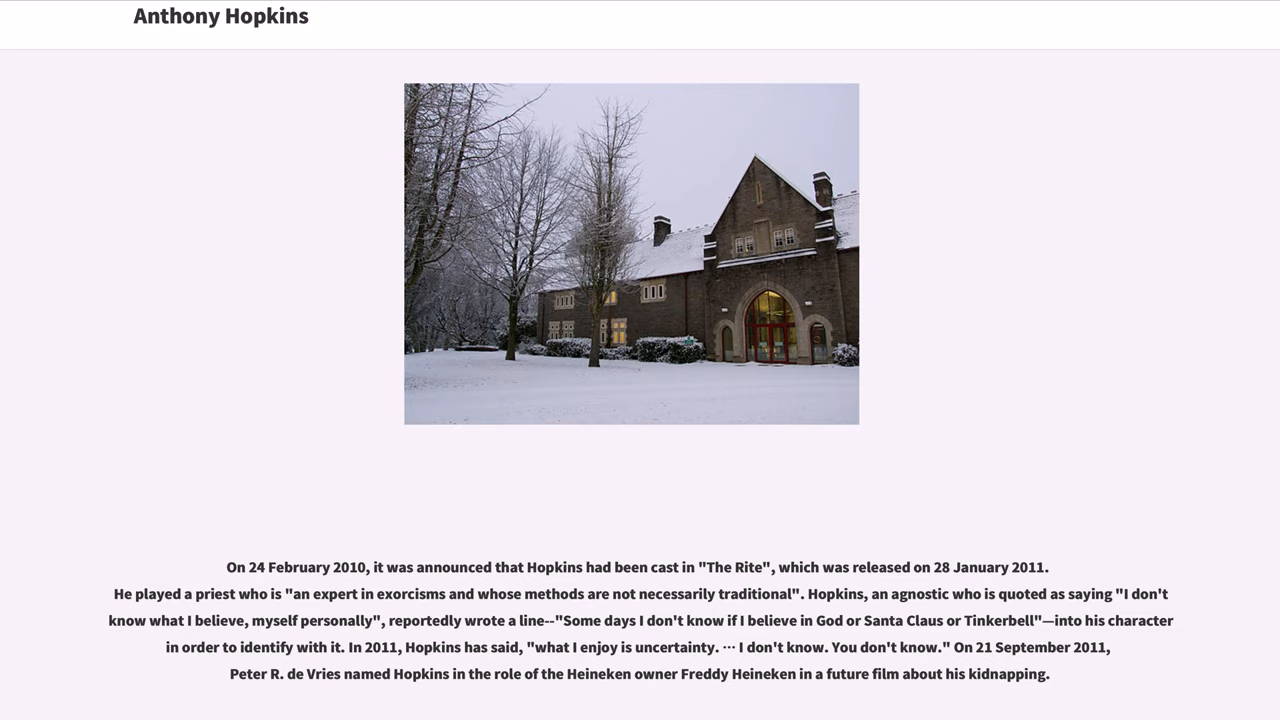 Anthony Hopkins
On 24 February 2010, it was announced that Hopkins had been cast in "The Rite", which was released on 28 January 2011.
He played a priest who is "an expert in exorcisms and whose methods are not necessarily traditional". Hopkins, an agnostic who is quoted as saying "I don't
know what I believe, myself personally", reportedly wrote a line--"Some days I don't know if I believe in God or Santa Claus or Tinkerbell"—into his character
in order to identify with it. In 2011, Hopkins has said, "what I enjoy is uncertainty. ··· I don't know. You don't know." On 21 September 2011,
Peter R. de Vries named Hopkins in the role of the Heineken owner Freddy Heineken in a future film about his kidnapping.